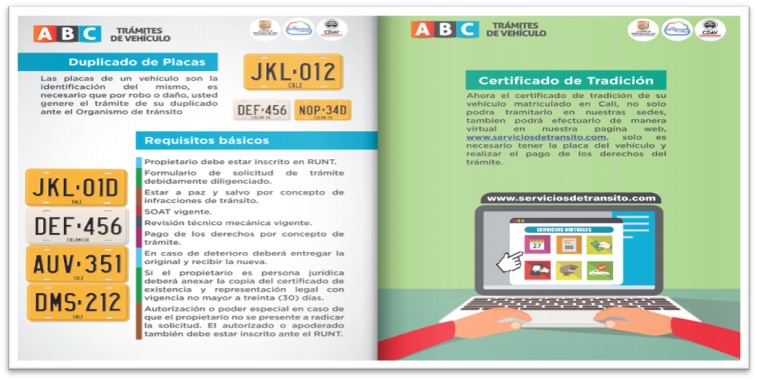 ABC TRÁMITES
DE VEHÍCULO
CDAV
Duplicado de Placas
Las placas de un vehículo son la
identificación del mismo, es
necesario que por robo o daño, usted
genere el trámite de su duplicado
ante el Organismo de tránsito
JKL·012
CALI
DEF·456
NOP·34D
Requisitos básicos
Propietario debe estar inscrito en RUNT.
Formulario de solicitud de trámite
debidamente diligenciado.
Estar a paz y salvo por concepto de
infracciones de tránsito.
SOAT vigente.
Revisión técnico mecánica vigente.
Pago de los derechos por concepto de
trámite.
En caso de deterioro deberá entregar la
original y recibir la nueva.
Si el propietario es persona jurídica
deberá anexar la copia del certificado de
existencia y representación legal con
vigencia no mayor a treinta (30) días.
Autorización o poder especial en caso de
que el propietario no se presente a radicar
la solicitud. El autorizado o apoderado
también debe estar inscrito ante el RUNT.
JKL·01D
CALI
DEF·456
COLOMBIA
AUV·351
CALI
DMS·212
CALI
ABC TRÁMITES
DE VEHÍCULO
CDAV
Certificado de Tradición
Ahora el certificado de tradición de su
vehículo matriculado en Cali, no solo
podra tramitarlo en nuestras sedes,
tambien podrá efectuarlo de manera
virtual en nuestra pagina web,
www.serviciosdetransito.com, solo es
necesario tener la placa del vehículo y
realizar el pago de los derechos del
trámite.
www.serviciosdetransito.com
SERVICIOS VIRTUALES
27